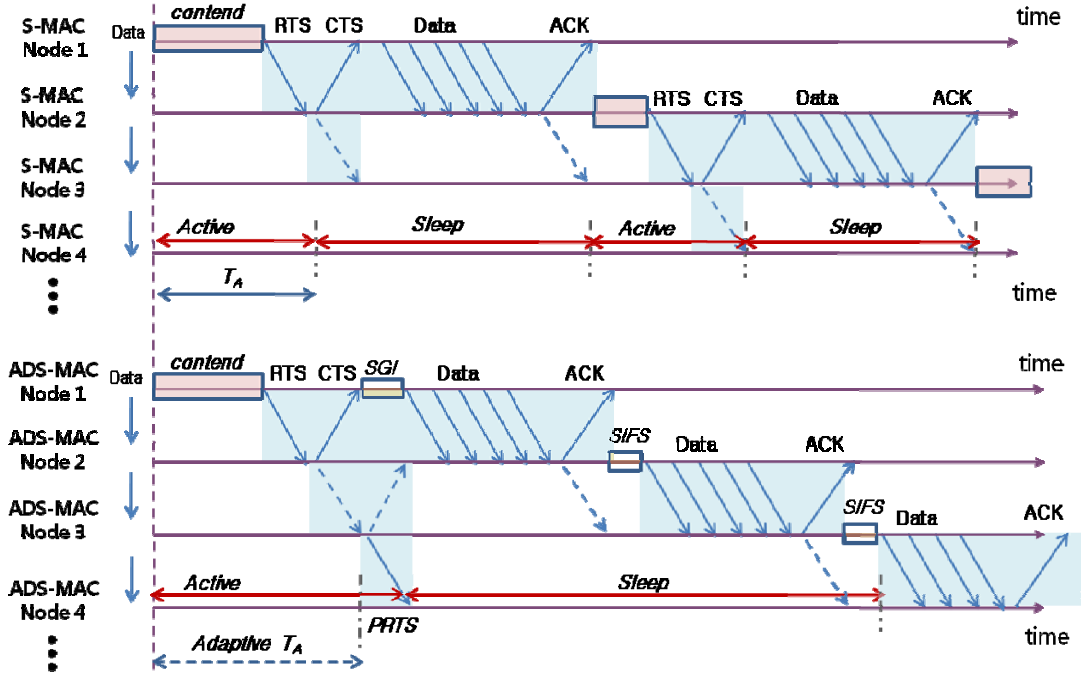 contend
RTS CTS Data ACK
time
S-MAC
Node 1
Data
S-MAC
Node 2
RTS CTS Data ACK
S-MAC
Node 3
S-MAC
Node 4
Active Sleep Active Sleep
TA
time
contend
RTS CTS SGI Data ACK
time
ADS-MAC
Node 1
Data
ADS-MAC
Node 2
SIFS Data ACK
ADS-MAC
Node 3
SIFS Data ACK
ADS-MAC
Node 4
Active Sleep
PRTS
Adaptive TA
time